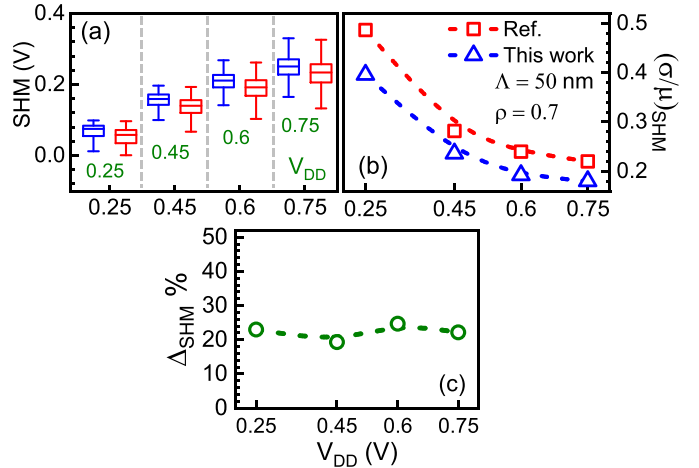 (a)
SHM (V)
0.4
0.2
0.0
0.25
0.45
0.6
0.75
V_DD
0.25 0.45 0.6 0.75
(b)
Ref.
This work
Λ = 50 nm
ρ = 0.7
0.5
0.4
0.3
0.2
(σ/μ)_SHM
0.25 0.45 0.6 0.75
Δ_SHM %
50
40
30
20
10
0
(c)
0.25 0.45 0.6 0.75
V_DD (V)